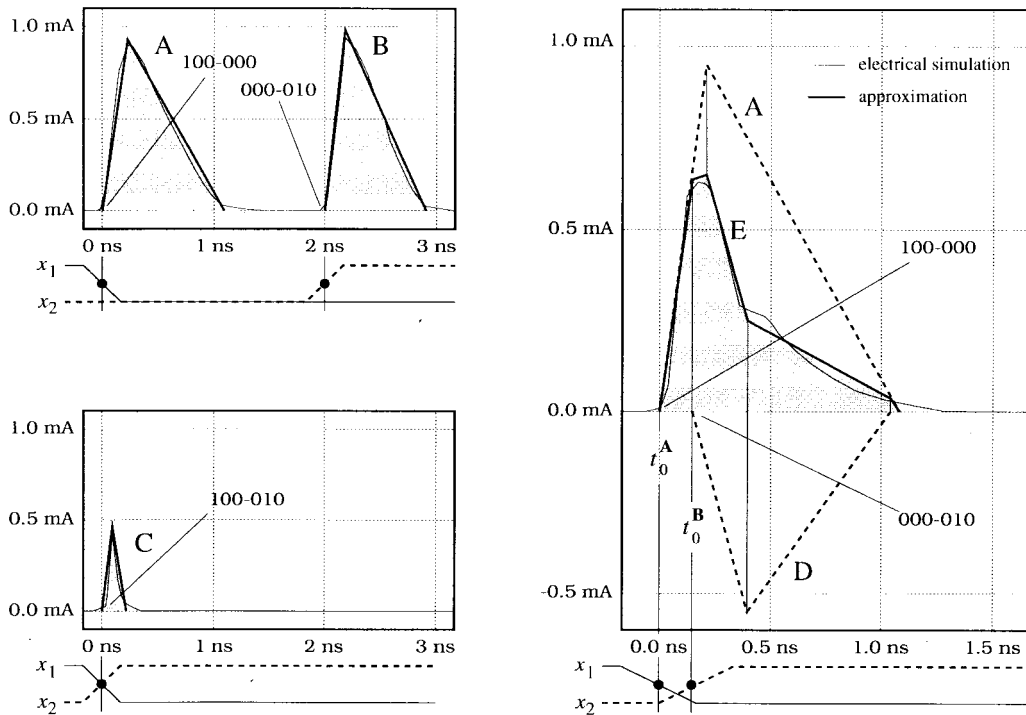 1.0 mA
A
B
100-000
000-010
0.5 mA
0.0 mA
0 ns 1 ns 2 ns 3 ns
x1
x2
1.0 mA
100-010
0.5 mA
C
0.0 mA
0 ns 1 ns 2 ns 3 ns
x1
x2
1.0 mA
electrical simulation
approximation
A
0.5 mA
E
100-000
0.0 mA
t0A
t0B
000-010
D
-0.5 mA
0.0 ns 0.5 ns 1.0 ns 1.5 ns
x1
x2